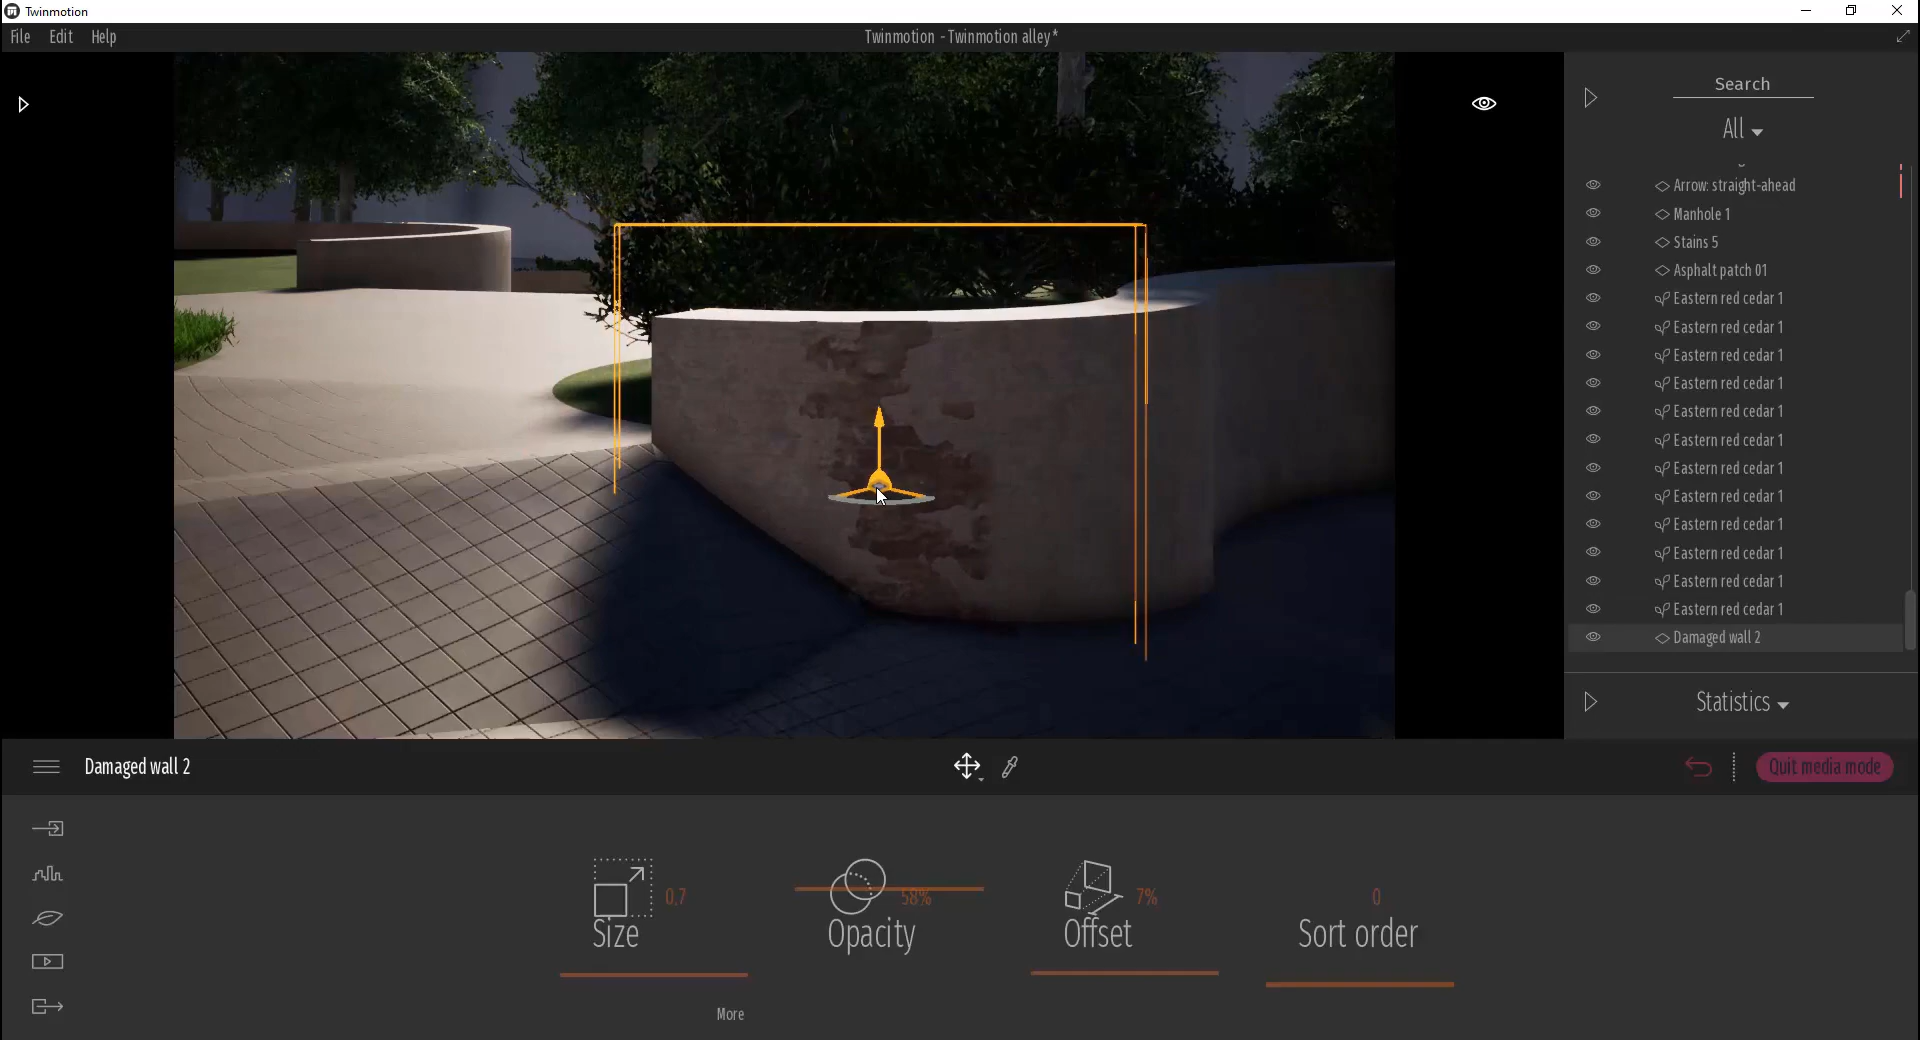 Twinmotion
File Edit Help
Twinmotion - Twinmotion alley*
Search
All
Arrow: straight-ahead
Manhole 1
Stains 5
Asphalt patch 01
Eastern red cedar 1
Eastern red cedar 1
Eastern red cedar 1
Eastern red cedar 1
Eastern red cedar 1
Eastern red cedar 1
Eastern red cedar 1
Eastern red cedar 1
Eastern red cedar 1
Eastern red cedar 1
Eastern red cedar 1
Eastern red cedar 1
Damaged wall 2
Statistics
Damaged wall 2
Quit media mode
0.7
58%
7%
0
Size
Opacity
Offset
Sort order
More